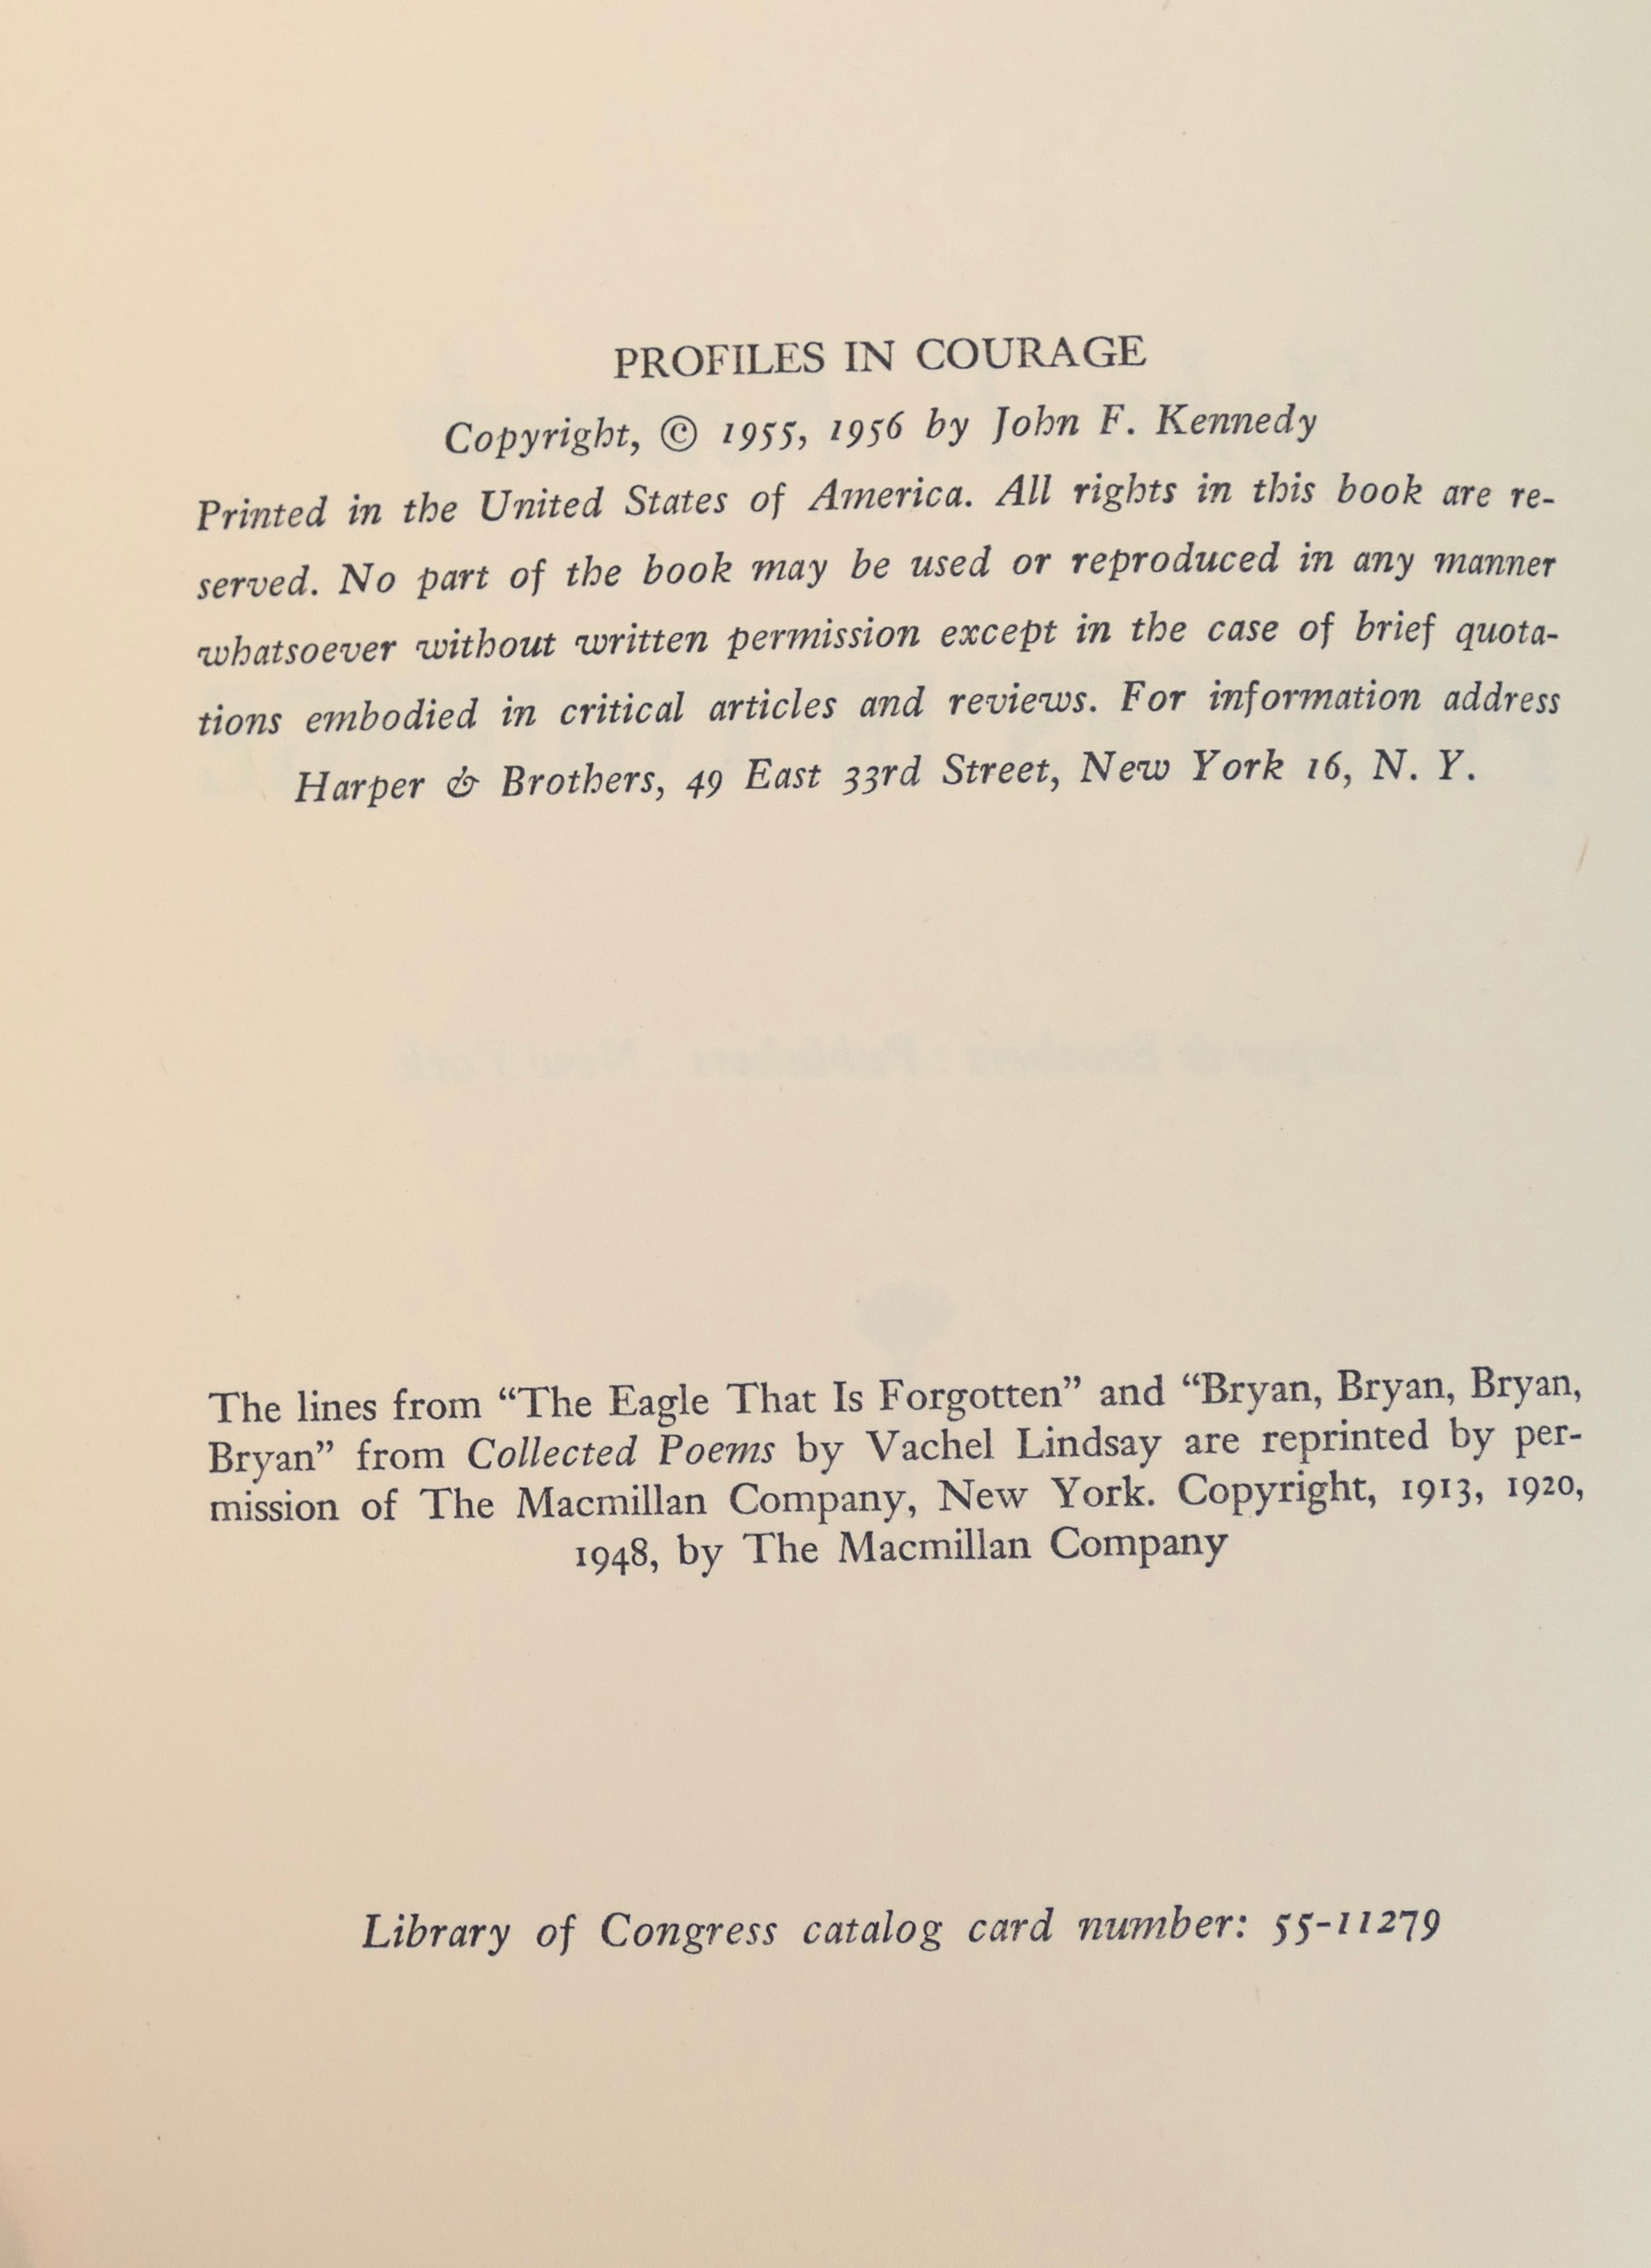 PROFILES IN COURAGE
Copyright, © 1955, 1956 by John F. Kennedy
Printed in the United States of America. All rights in this book are re-
served. No part of the book may be used or reproduced in any manner
whatsoever without written permission except in the case of brief quota-
tions embodied in critical articles and reviews. For information address
Harper & Brothers, 49 East 33rd Street, New York 16, N. Y.
The lines from “The Eagle That Is Forgotten” and “Bryan, Bryan, Bryan,
Bryan” from Collected Poems by Vachel Lindsay are reprinted by per-
mission of The Macmillan Company, New York. Copyright, 1913, 1920,
1948, by The Macmillan Company
Library of Congress catalog card number: 55-11279